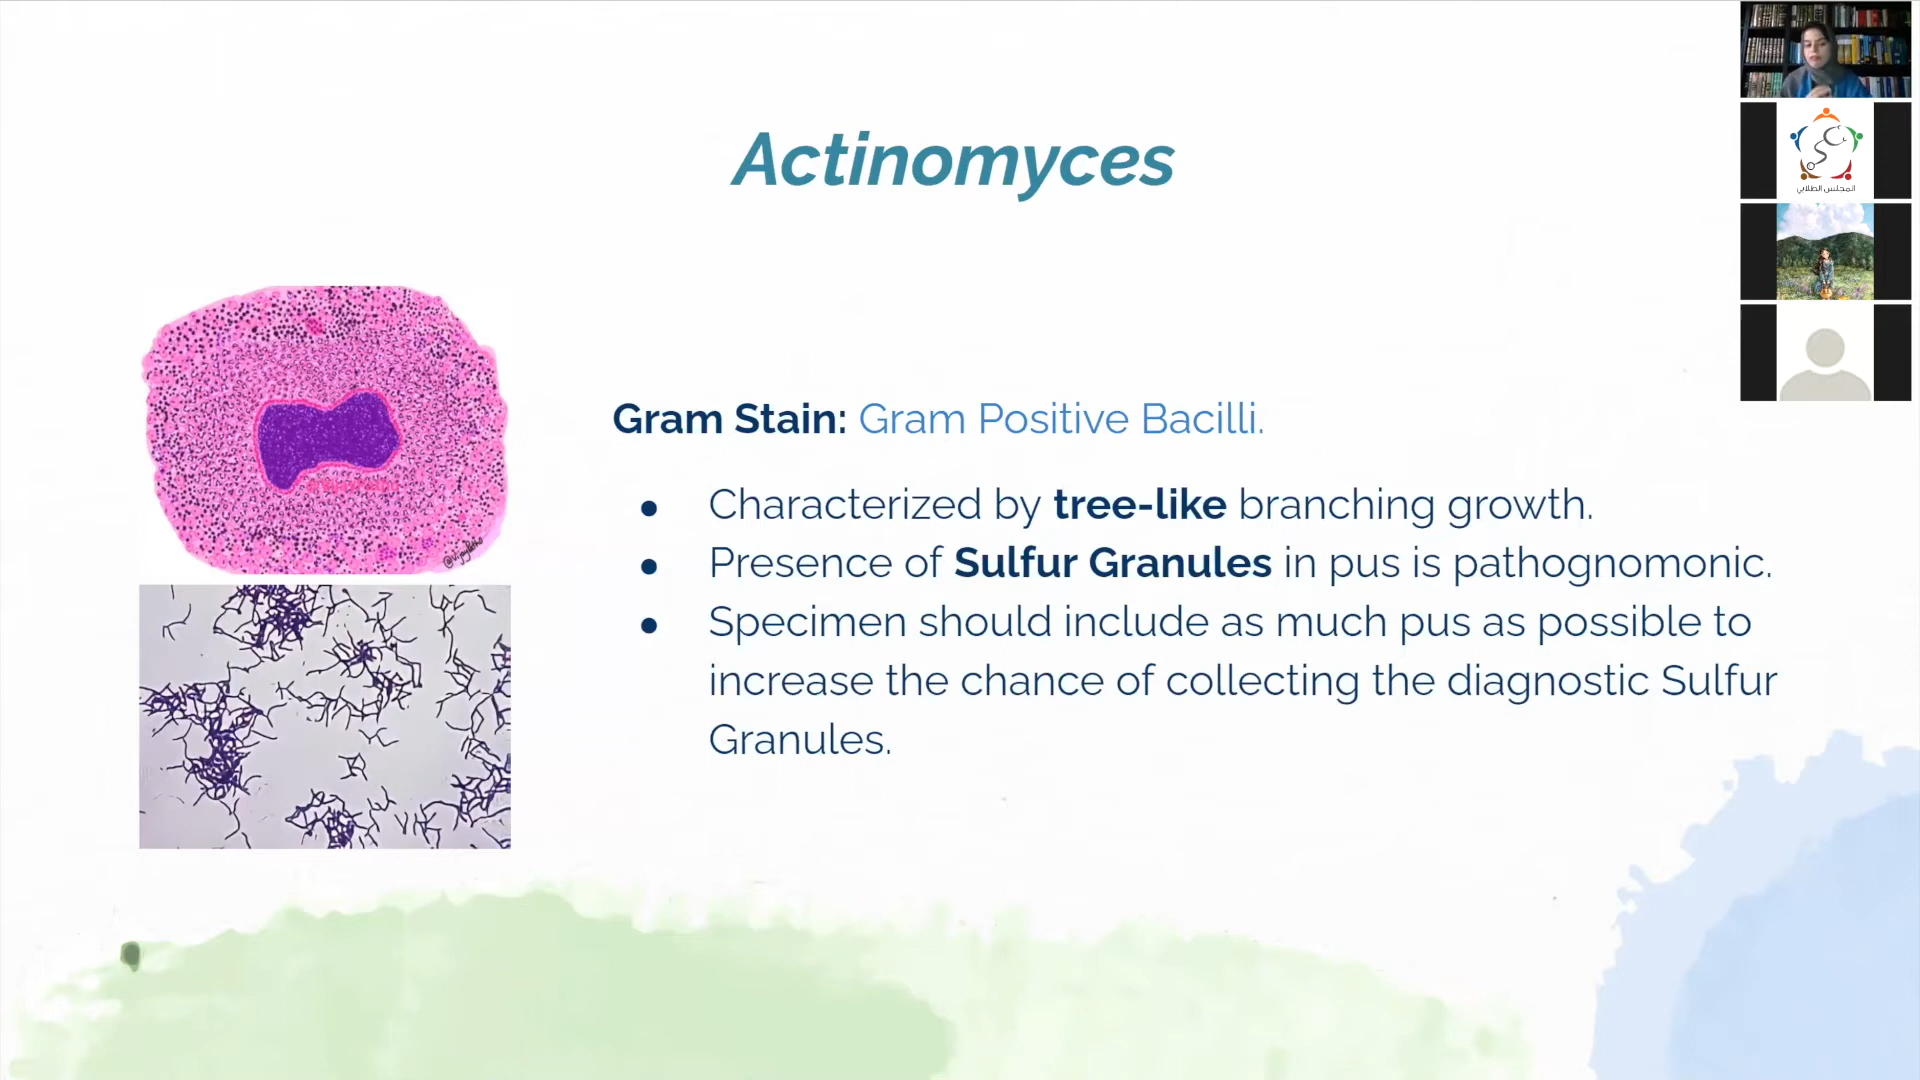 Actinomyces
Gram Stain: Gram Positive Bacilli.
● Characterized by tree-like branching growth.
● Presence of Sulfur Granules in pus is pathognomonic.
● Specimen should include as much pus as possible to
increase the chance of collecting the diagnostic Sulfur
Granules.
المجلس الطلابي